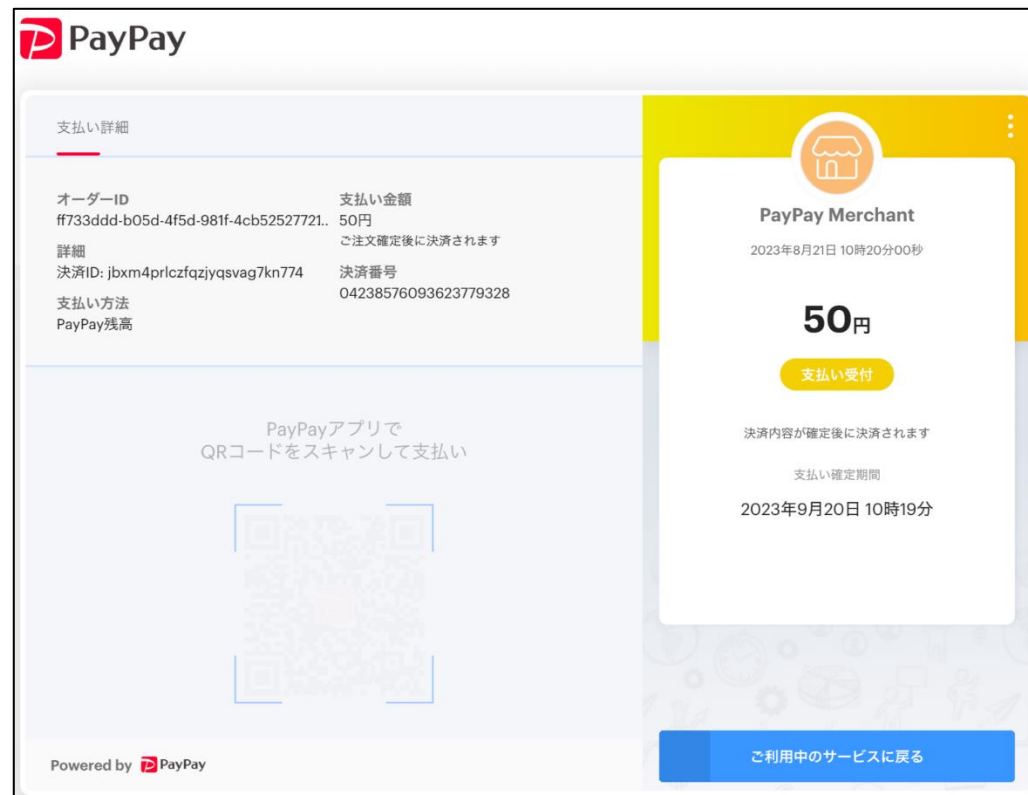 PayPay
支払い詳細
オーダーID
ff733ddd-b05d-4f5d-981f-4cb52527721..
詳細
決済ID: jbxm4prlczfqzjyqsvag7kn774
支払い方法
PayPay残高
支払い金額
50円
ご注文確定後に決済されます
決済番号
04238576093623779328
PayPayアプリで
QRコードをスキャンして支払い
Powered by PayPay
PayPay Merchant
2023年8月21日 10時20分00秒
50円
支払い受付
決済内容が確定後に決済されます
支払い確定期間
2023年9月20日 10時19分
ご利用中のサービスに戻る